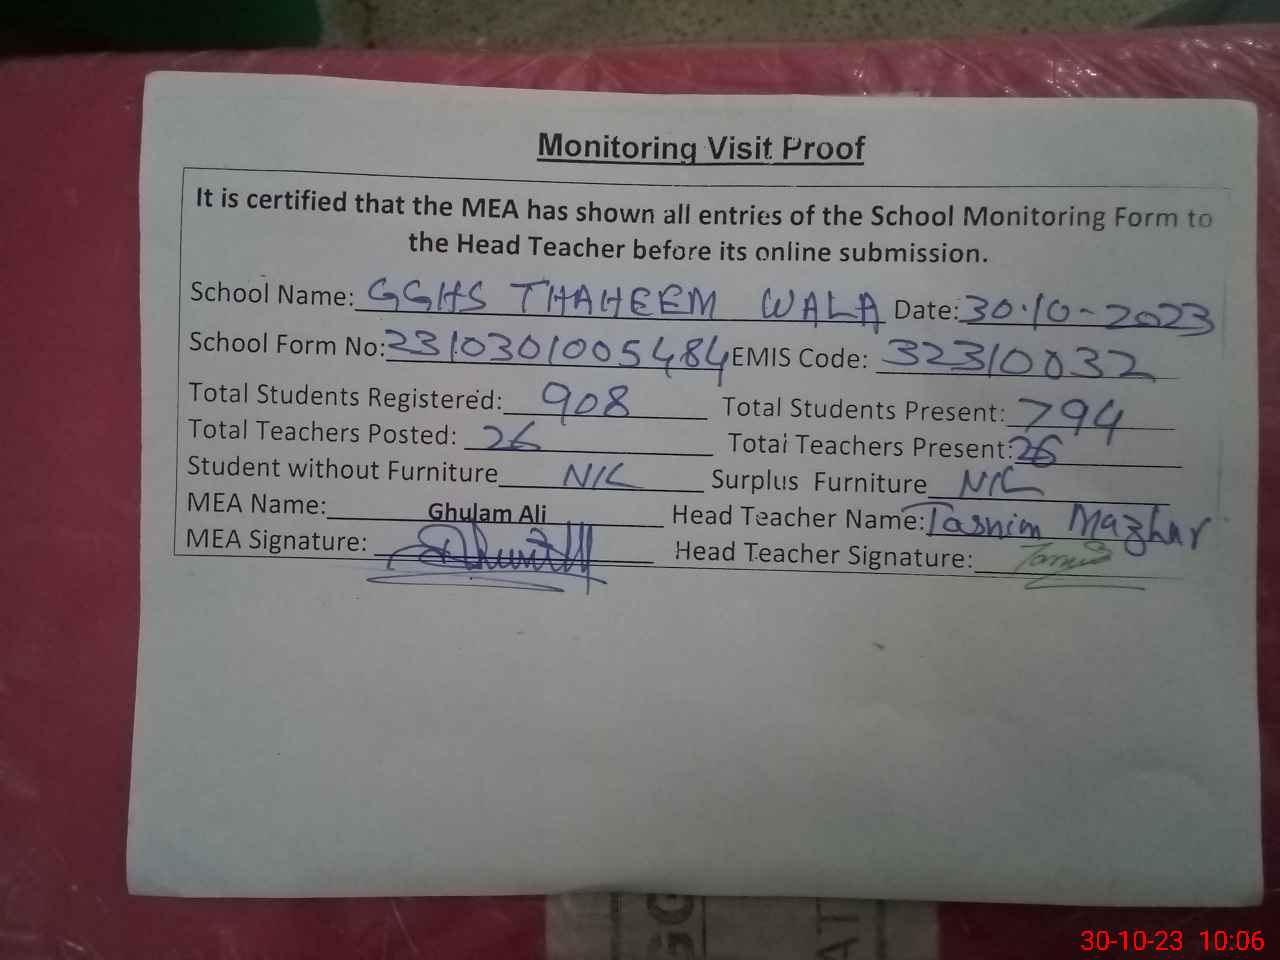 Monitoring Visit Proof
It is certified that the MEA has shown all entries of the School Monitoring Form to
the Head Teacher before its online submission.
School Name: GGHS THAHEEM WALA Date: 30-10-2023
School Form No: 2310301005484 EMIS Code: 32310032
Total Students Registered: 908 Total Students Present: 794
Total Teachers Posted: 26 Total Teachers Present: 26
Student without Furniture NIL Surplus Furniture NIL
MEA Name: Ghulam Ali Head Teacher Name: Tasnim Mazhar
MEA Signature: Head Teacher Signature:
30-10-23 10:06